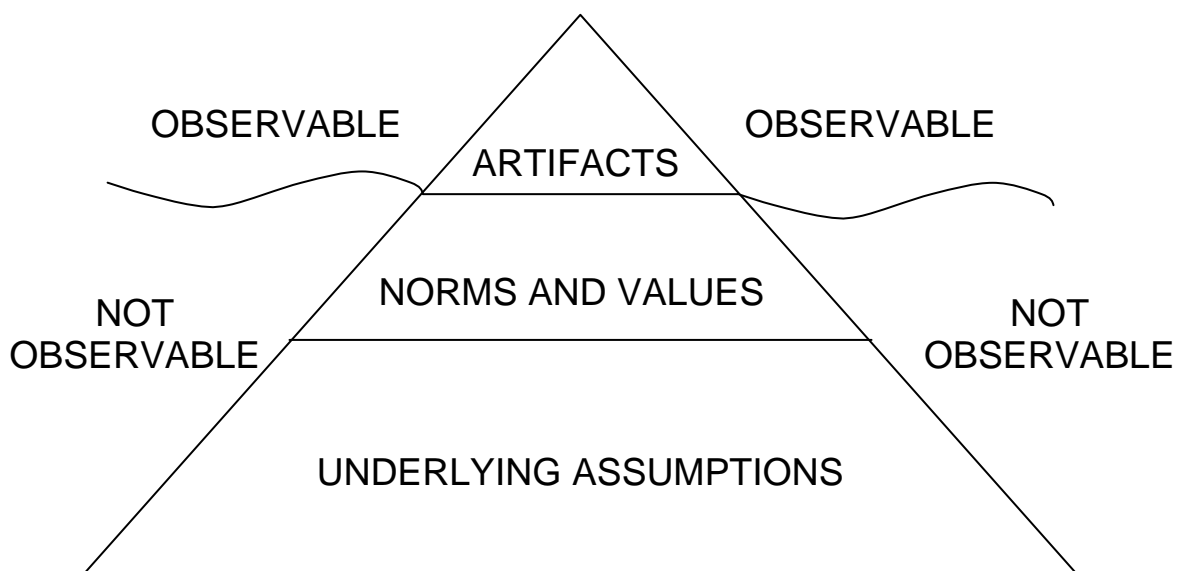 OBSERVABLE
OBSERVABLE
ARTIFACTS
NORMS AND VALUES
NOT
OBSERVABLE
NOT
OBSERVABLE
UNDERLYING ASSUMPTIONS